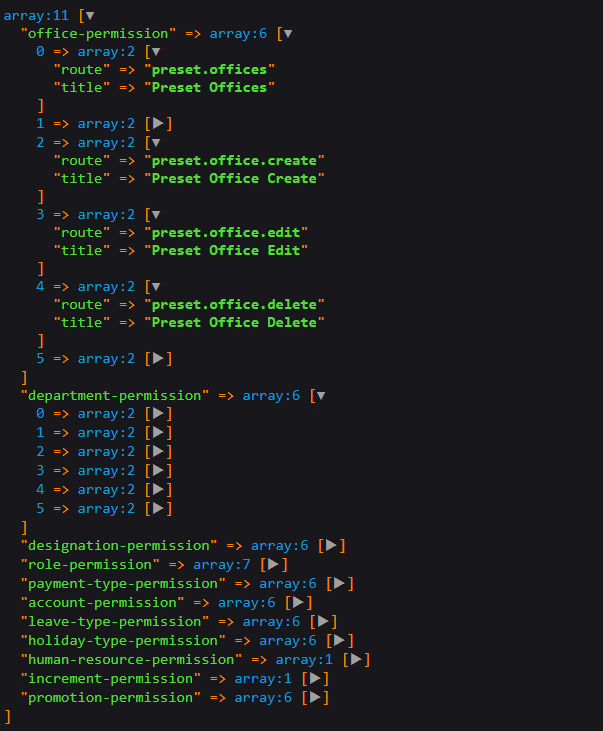 array:11 [▼
  "office-permission" => array:6 [▼
    0 => array:2 [▼
      "route" => "preset.offices"
      "title" => "Preset Offices"
    ]
    1 => array:2 [▶]
    2 => array:2 [▼
      "route" => "preset.office.create"
      "title" => "Preset Office Create"
    ]
    3 => array:2 [▼
      "route" => "preset.office.edit"
      "title" => "Preset Office Edit"
    ]
    4 => array:2 [▼
      "route" => "preset.office.delete"
      "title" => "Preset Office Delete"
    ]
    5 => array:2 [▶]
  ]
  "department-permission" => array:6 [▼
    0 => array:2 [▶]
    1 => array:2 [▶]
    2 => array:2 [▶]
    3 => array:2 [▶]
    4 => array:2 [▶]
    5 => array:2 [▶]
  ]
  "designation-permission" => array:6 [▶]
  "role-permission" => array:7 [▶]
  "payment-type-permission" => array:6 [▶]
  "account-permission" => array:6 [▶]
  "leave-type-permission" => array:6 [▶]
  "holiday-type-permission" => array:6 [▶]
  "human-resource-permission" => array:1 [▶]
  "increment-permission" => array:1 [▶]
  "promotion-permission" => array:6 [▶]
]